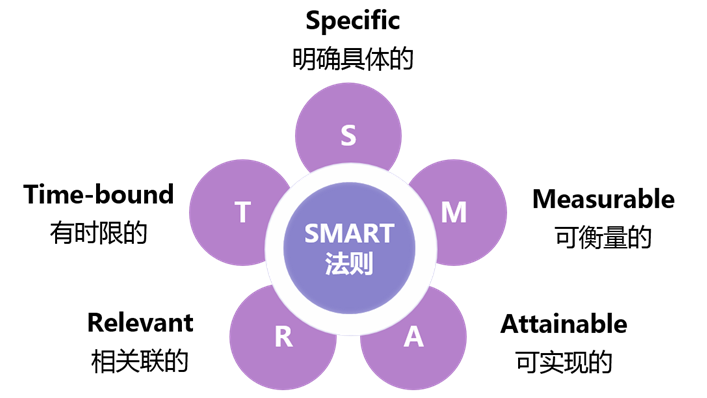 Specific
明确具体的
S
Time-bound
有时限的
T
M
Measurable
可衡量的
SMART
法则
Relevant
相关联的
R
A
Attainable
可实现的